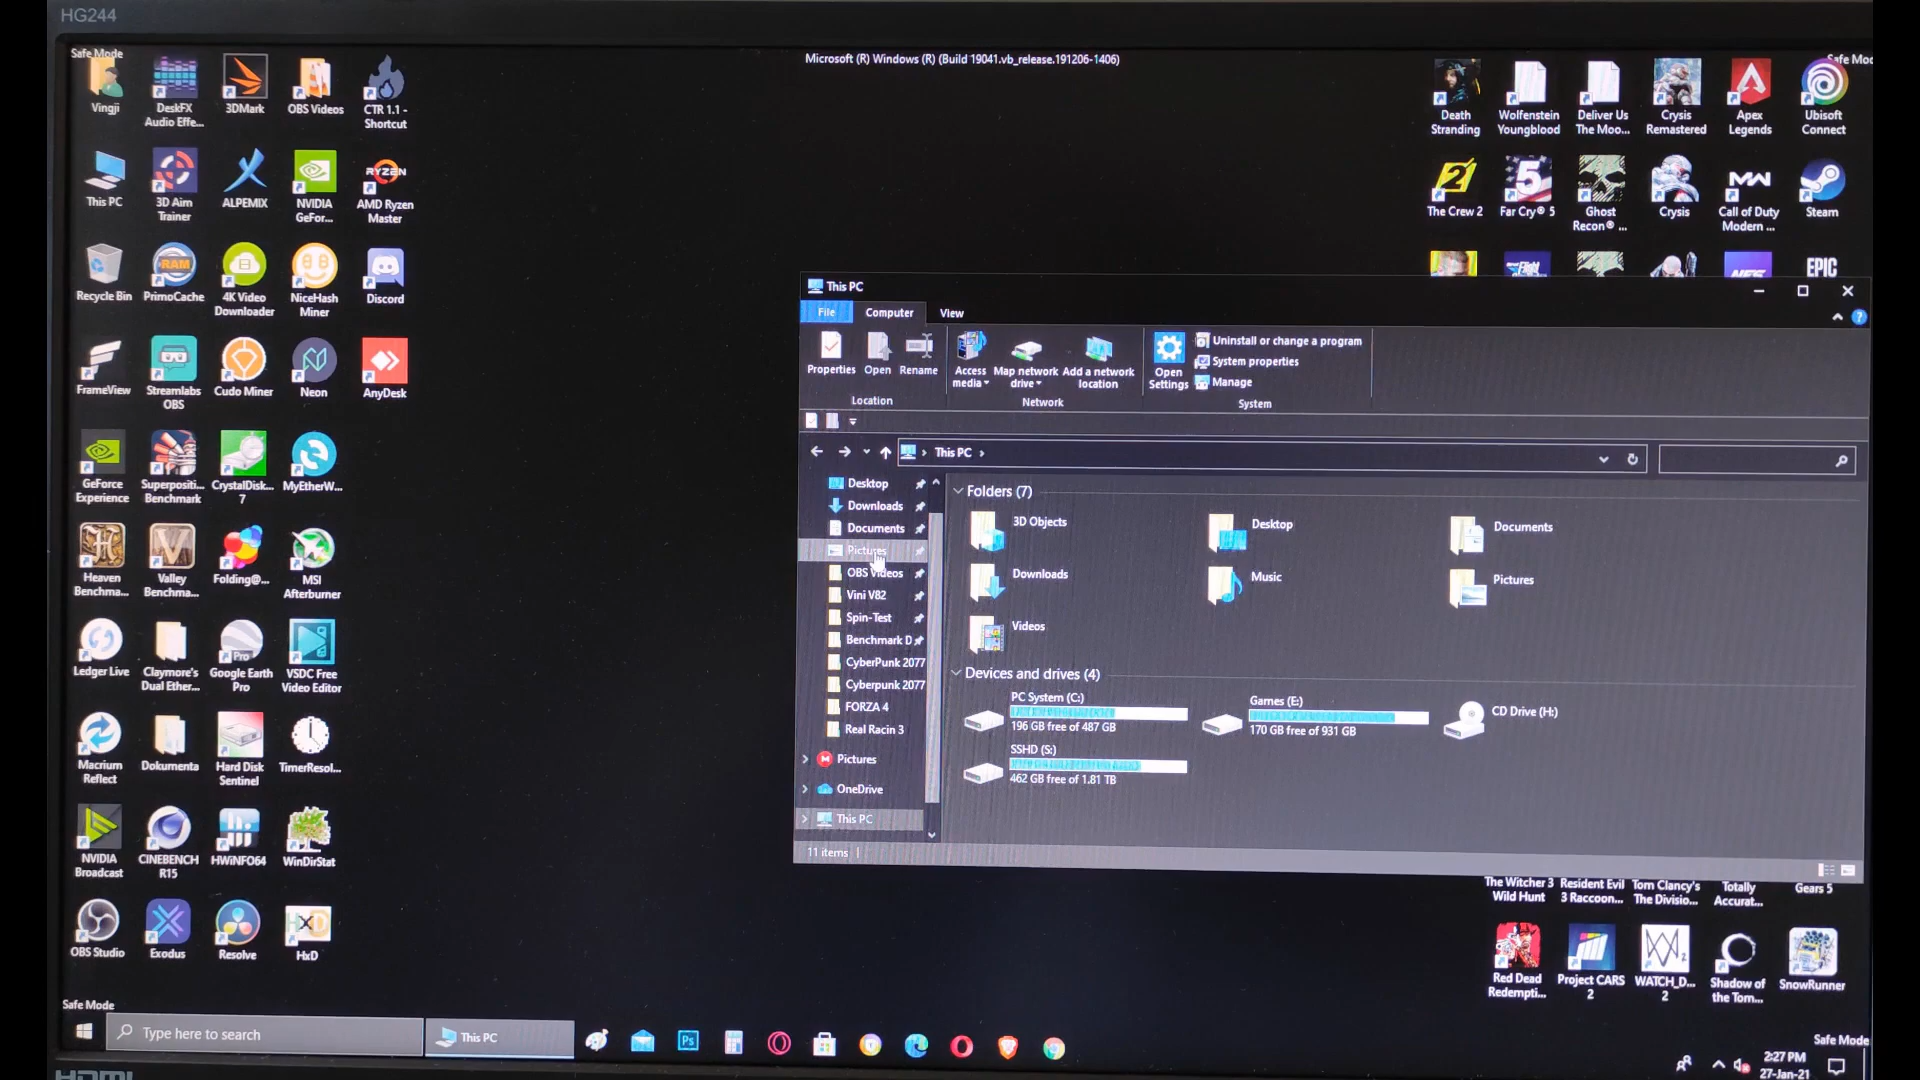 HG244
Safe Mode
Microsoft (R) Windows (R) (Build 19041.vb_release.191206-1406)
Safe Moc
Vingji
DeskFX
Audio Effe...
3DMark
OBS Videos
CTR 1.1 -
Shortcut
This PC
3D Aim
Trainer
ALPEMIX
NVIDIA
GeFor...
RYZEN
AMD Ryzen
Master
Recycle Bin
RAM
PrimoCache
4K Video
Downloader
NiceHash
Miner
Discord
FrameView
Streamlabs
OBS
Cudo Miner
Neon
AnyDesk
GeForce
Experience
Superpositi...
Benchmark
CrystalDisk...
7
MyEtherW...
Heaven
Benchma...
Valley
Benchma...
Folding@...
MSI
Afterburner
Ledger Live
Claymore's
Dual Ether...
Pro
Google Earth
Pro
VSDC Free
Video Editor
Macrium
Reflect
Dokumenta
Hard Disk
Sentinel
TimerResol...
NVIDIA
Broadcast
CINEBENCH
R15
HWiNFO64
WinDirStat
OBS Studio
Exodus
Resolve
HxD
HxD
Death
Stranding
Wolfenstein
Youngblood
Deliver Us
The Moo...
Crysis
Remastered
Apex
Legends
Ubisoft
Connect
2
The Crew 2
5
Far Cry® 5
Ghost
Recon® ...
Crysis
MW
Call of Duty
Modern ...
Steam
EPIC
This PC
File
Computer
View
Properties
Open
Rename
Location
Access
media
Map network
drive
Add a network
location
Network
Open
Settings
Uninstall or change a program
System properties
Manage
System
This PC
Desktop
Downloads
Documents
Pictures
OBS Videos
Vini V82
Spin-Test
Benchmark D
CyberPunk 2077
Cyberpunk 2077
FORZA 4
Real Racin 3
Pictures
OneDrive
This PC
11 items
Folders (7)
3D Objects
Desktop
Documents
Downloads
Music
Pictures
Videos
Devices and drives (4)
PC System (C:)
196 GB free of 487 GB
Games (E:)
170 GB free of 931 GB
CD Drive (H:)
SSHD (S:)
462 GB free of 1.81 TB
The Witcher 3
Wild Hunt
Resident Evil
3 Raccoon...
Tom Clancy's
The Divisio...
Totally
Accurat...
Gears 5
Red Dead
Redempti...
Project CARS
2
WATCH_D...
2
Shadow of
the Tom...
SnowRunner
Safe Mode
Type here to search
This PC
Ps
Safe Mode
2:27 PM
27-Jan-21
HDMI